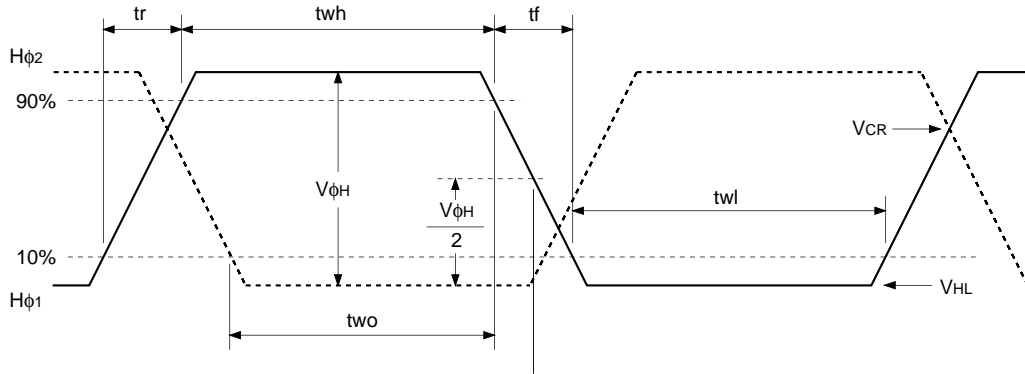 tr twh tf
Hϕ2
90%
VCR
VϕH
VϕH
2
twl
10%
Hϕ1
VHL
two